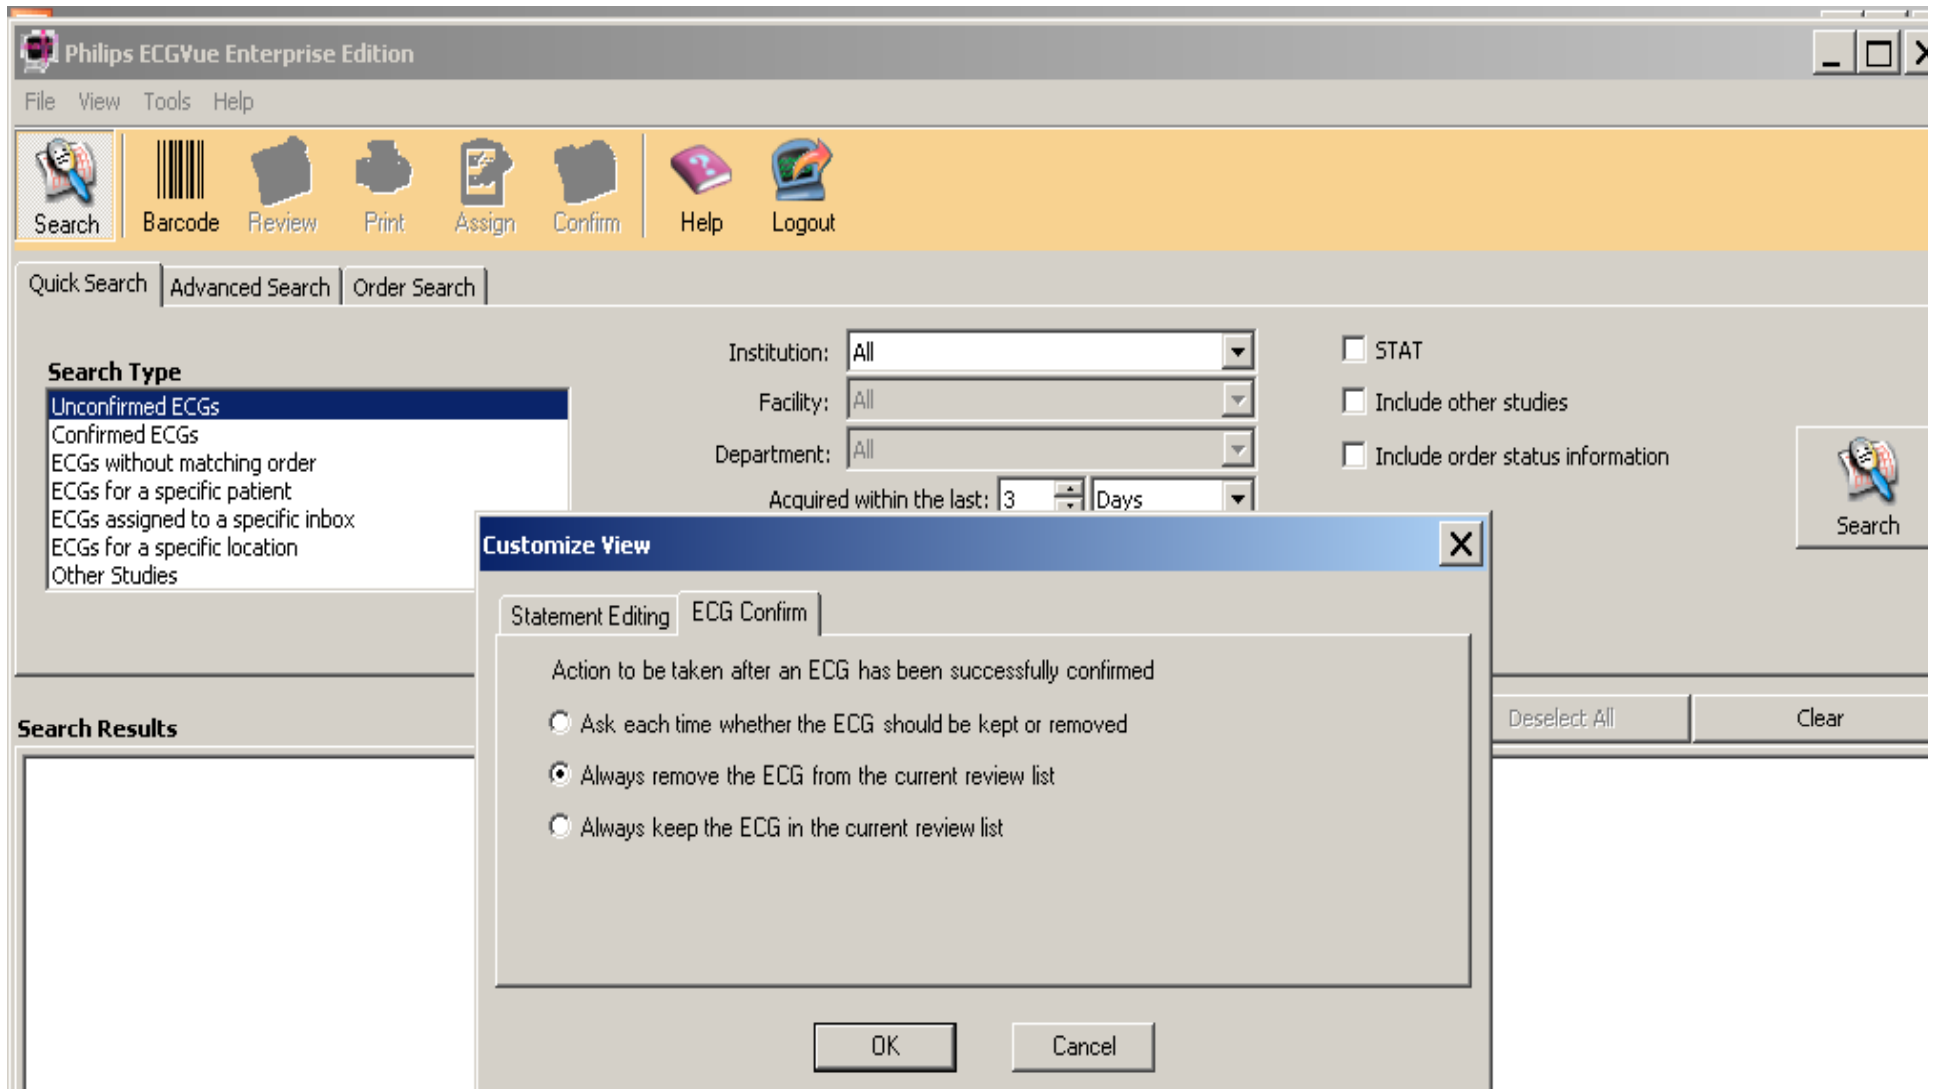 Philips ECGVue Enterprise Edition
File View Tools Help
Search Barcode Review Print Assign Confirm Help Logout
Quick Search Advanced Search Order Search
Search Type
Unconfirmed ECGs
Confirmed ECGs
ECGs without matching order
ECGs for a specific patient
ECGs assigned to a specific inbox
ECGs for a specific location
Other Studies
Institution: All
Facility: All
Department: All
Acquired within the last: 3 Days
STAT
Include other studies
Include order status information
Search
Customize View
Statement Editing ECG Confirm
Action to be taken after an ECG has been successfully confirmed
Ask each time whether the ECG should be kept or removed
Always remove the ECG from the current review list
Always keep the ECG in the current review list
OK Cancel
Search Results
Deselect All Clear